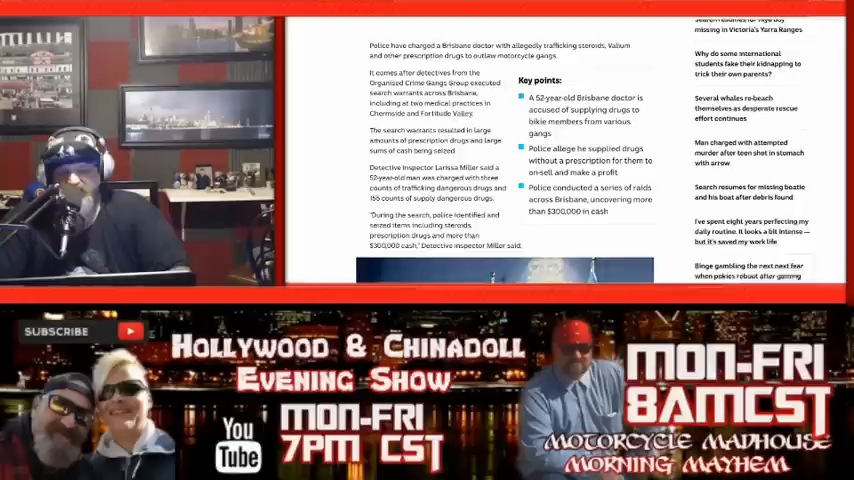 Police have charged a Brisbane doctor with allegedly trafficking steroids, Valium
and other prescription drugs to outlaw motorcycle gangs.
It comes after detectives from the
Organised Crime Gangs Group executed
search warrants across Brisbane,
including at two medical practices in
Chermside and Fortitude Valley.
The search warrants resulted in large
amounts of prescription drugs and large
sums of cash being seized
Detective Inspector Larissa Miller said a
52-year-old man was charged with three
counts of trafficking dangerous drugs and
155 counts of supply dangerous drugs.
"During the search, police identified and
seized items including steroids,
prescription drugs and more than
$300,000 cash," Detective Inspector Miller said.
Key points:
A 52-year-old Brisbane doctor is
accused of supplying drugs to
bikie members from various
gangs
Police allege he supplied drugs
without a prescription for them to
on-sell and make a profit
Police conducted a series of raids
across Brisbane, uncovering more
than $300,000 in cash
missing in Victoria's Yarra Ranges
Why do some international
students fake their kidnapping to
trick their own parents?
Several whales re-beach
themselves as desperate rescue
effort continues
Man charged with attempted
murder after teen shot in stomach
with arrow
Search resumes for missing boatie
and his boat after debris found
I've spent eight years perfecting my
daily routine. It looks a bit intense —
but it's saved my work life
Binge gambling the next next fear
when pokies reboot after gaming
SUBSCRIBE
HOLLYWOOD & CHINADOLL
EVENING SHOW
You
Tube
MON-FRI
7PM CST
MON-FRI
8AMCST
MOTORCYCLE MADHOUSE
MORNING MAYHEM